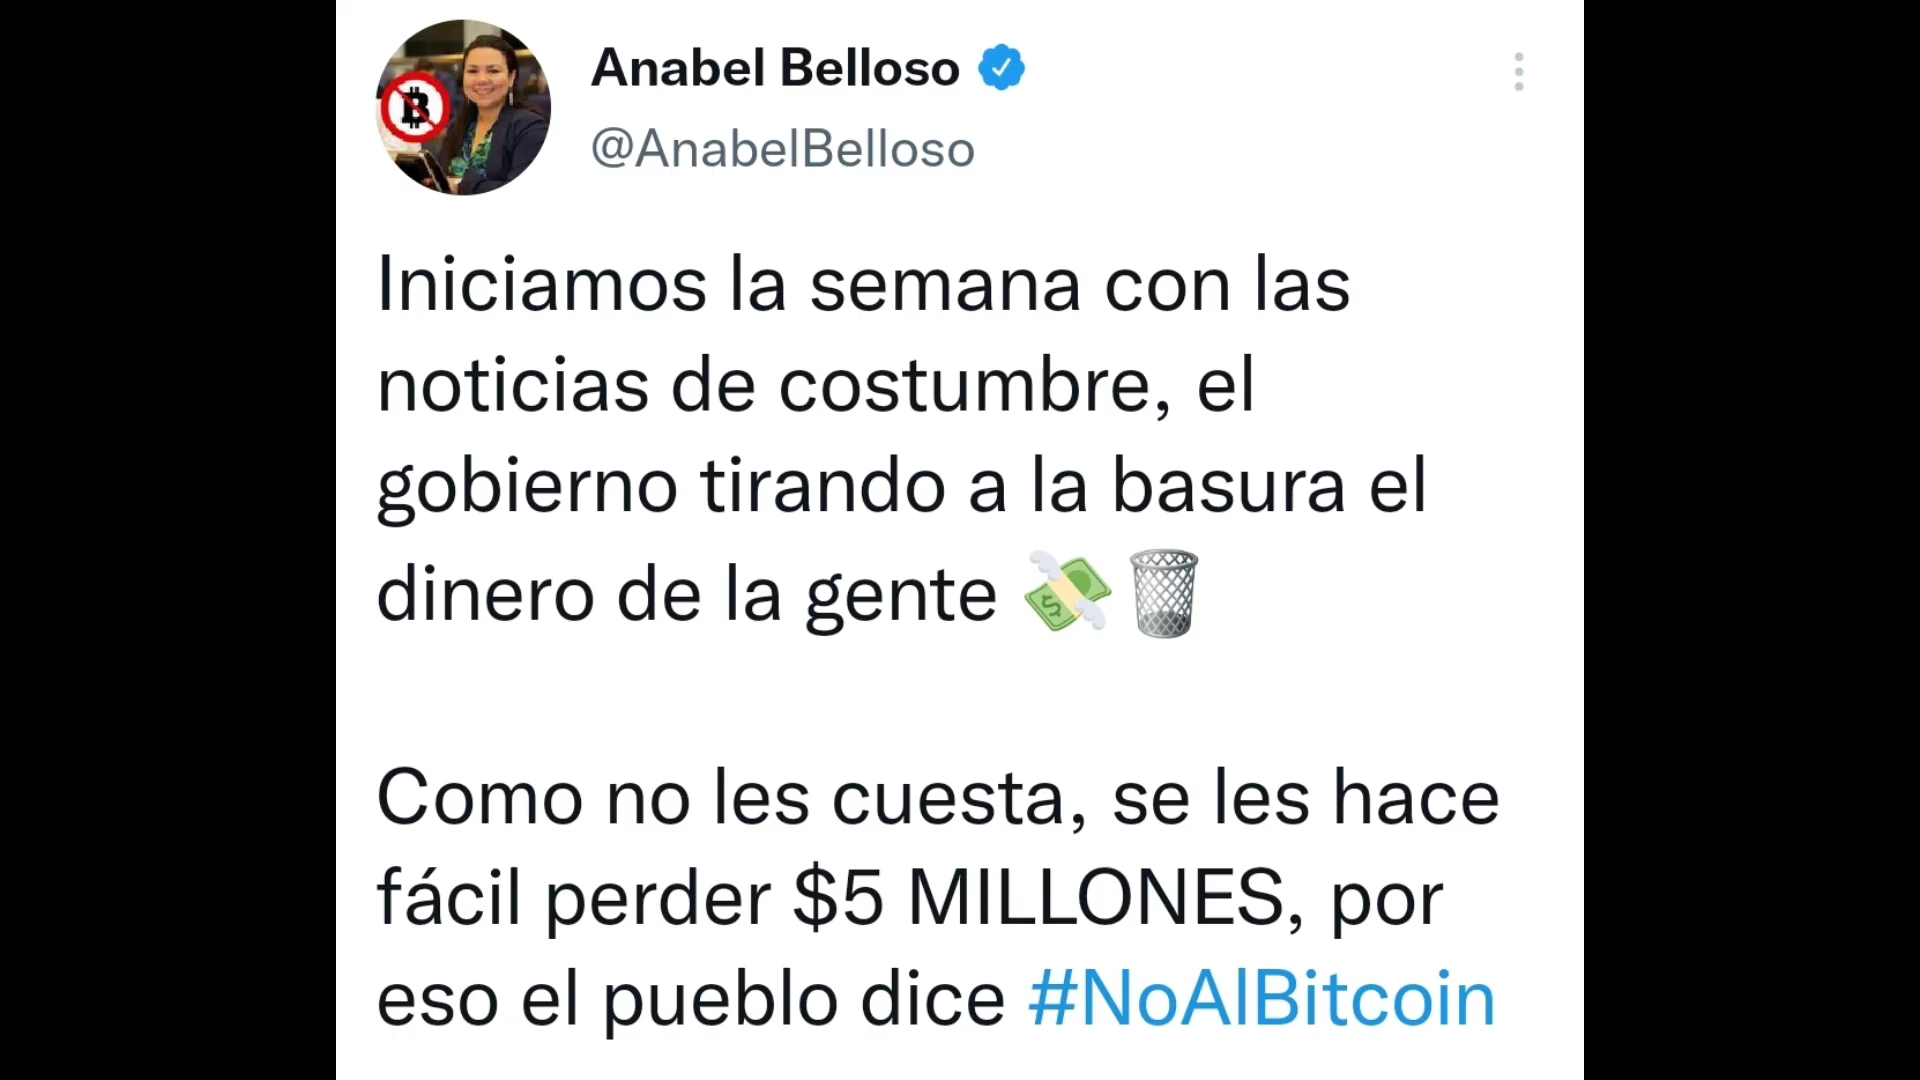 Anabel Belloso
@AnabelBelloso
Iniciamos la semana con las
noticias de costumbre, el
gobierno tirando a la basura el
dinero de la gente 💸🗑️
Como no les cuesta, se les hace
fácil perder $5 MILLONES, por
eso el pueblo dice #NoAlBitcoin